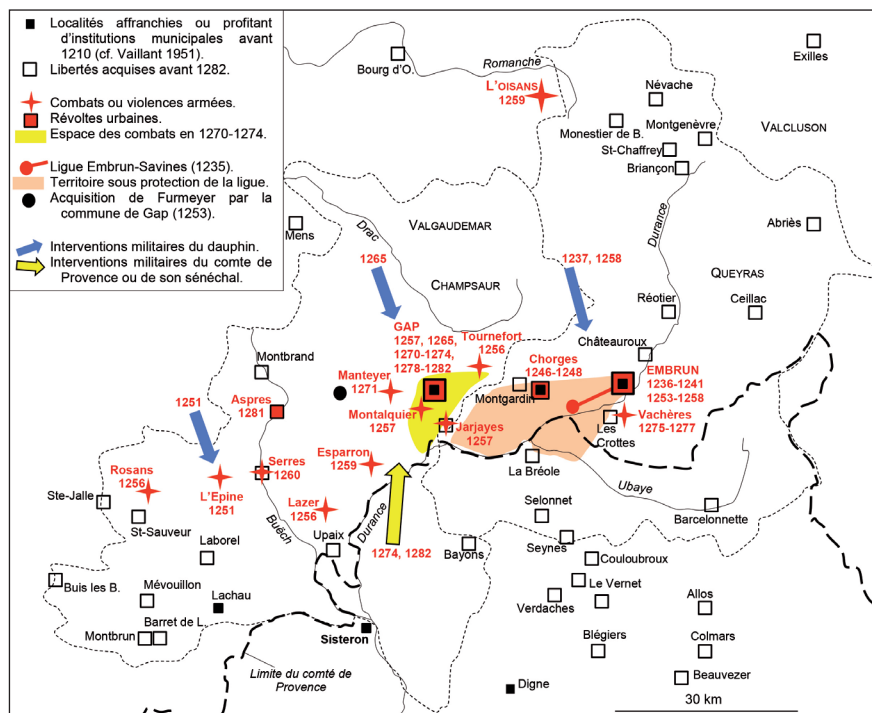 Localités affranchies ou profitant
d'institutions municipales avant
1210 (cf. Vaillant 1951).
Libertés acquises avant 1282.
Combats ou violences armées.
Révoltes urbaines.
Espace des combats en 1270-1274.
Ligue Embrun-Savines (1235).
Territoire sous protection de la ligue.
Acquisition de Furmeyer par la
commune de Gap (1253).
Interventions militaires du dauphin.
Interventions militaires du comte de
Provence ou de son sénéchal.
Bourg d'O.
Romanche
L'OISANS
1259
Exilles
Névache
Monestier de B.
Montgenèvre
VALCLUSON
St-Chaffrey
Briançon
Mens
Drac
VALGAUDEMAR
Durance
Abriès
1265
1237, 1258
QUEYRAS
CHAMPSAUR
Réotier
Ceillac
GAP
1257, 1265,
1270-1274,
1278-1282
Tournefort
1256
Châteauroux
Montbrand
Manteyer
1271
Chorges
1246-1248
EMBRUN
1236-1241
1253-1258
Montgardin
Aspres
1281
1251
Montalquier
1257
Jarjayes
1257
Vachères
1275-1277
Les
Crottes
Rosans
1256
L'Epine
1251
Serres
1260
Esparron
1259
La Bréole
Ubaye
Ste-Jalle
St-Sauveur
Lazer
1256
Durance
Selonnet
Barcelonnette
Buëch
Upaix
1274, 1282
Bayons
Seynes
Laborel
Couloubroux
Buis les B.
Mévouillon
Lachau
Le Vernet
Verdaches
Allos
Barret de L.
Montbrun
Sisteron
Blégiers
Colmars
Limite du comté de
Provence
Digne
Beauvezer
30 km